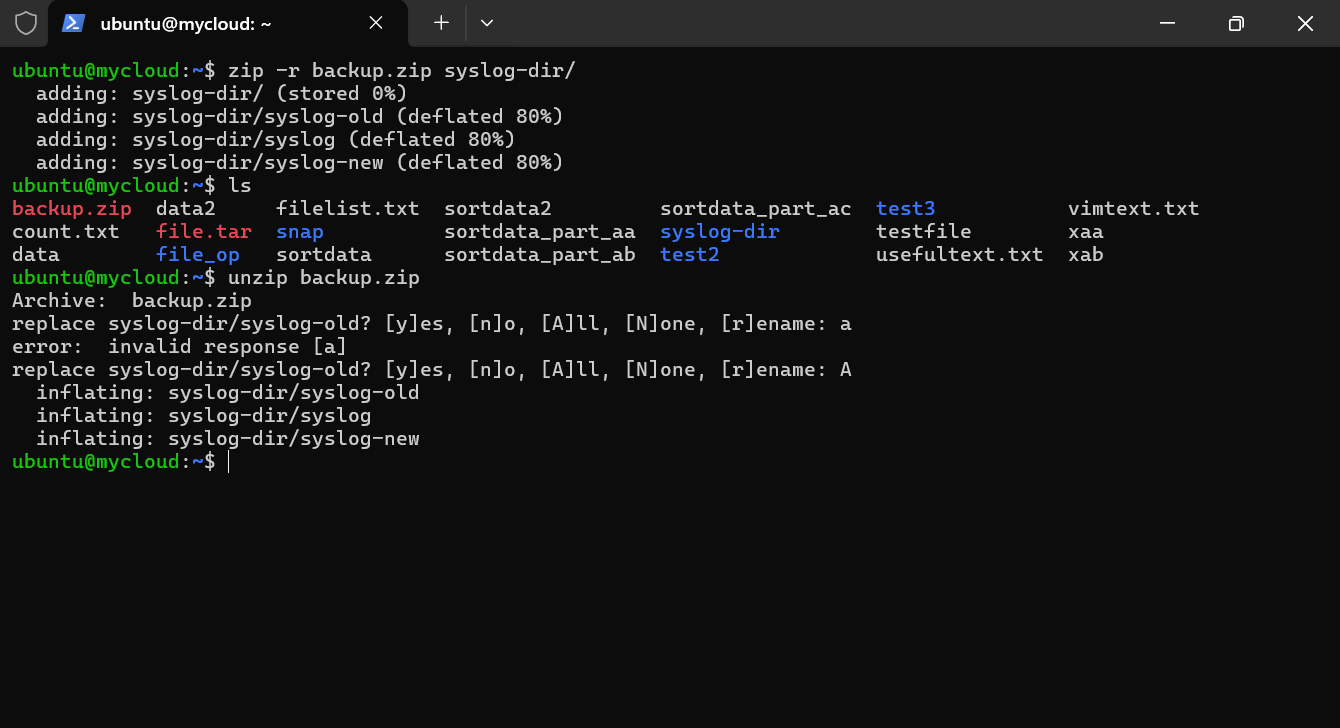 ubuntu@mycloud: ~
ubuntu@mycloud:~$ zip -r backup.zip syslog-dir/
  adding: syslog-dir/ (stored 0%)
  adding: syslog-dir/syslog-old (deflated 80%)
  adding: syslog-dir/syslog (deflated 80%)
  adding: syslog-dir/syslog-new (deflated 80%)
ubuntu@mycloud:~$ ls
backup.zip  data2    filelist.txt  sortdata2         sortdata_part_ac  test3           vimtext.txt
count.txt   file.tar  snap          sortdata_part_aa  syslog-dir        testfile        xaa
data        file_op   sortdata      sortdata_part_ab  test2             usefultext.txt  xab
ubuntu@mycloud:~$ unzip backup.zip
Archive:  backup.zip
replace syslog-dir/syslog-old? [y]es, [n]o, [A]ll, [N]one, [r]ename: a
error:  invalid response [a]
replace syslog-dir/syslog-old? [y]es, [n]o, [A]ll, [N]one, [r]ename: A
  inflating: syslog-dir/syslog-old
  inflating: syslog-dir/syslog
  inflating: syslog-dir/syslog-new
ubuntu@mycloud:~$